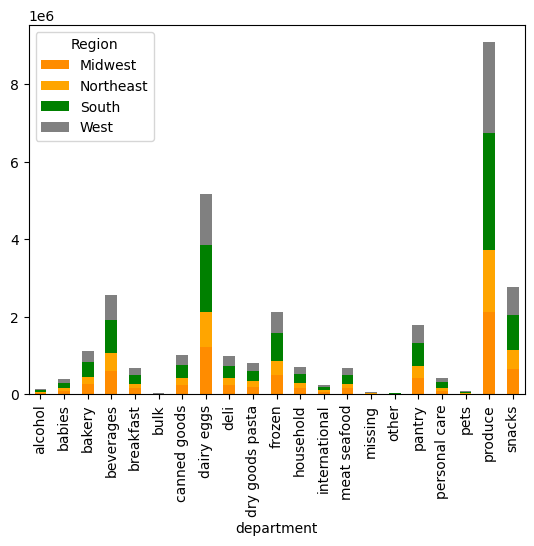 1e6
Region
Midwest
Northeast
South
West
8
6
4
2
0
alcohol
babies
bakery
beverages
breakfast
bulk
canned goods
dairy eggs
deli
dry goods pasta
frozen
household
international
meat seafood
missing
other
pantry
personal care
pets
produce
snacks
department